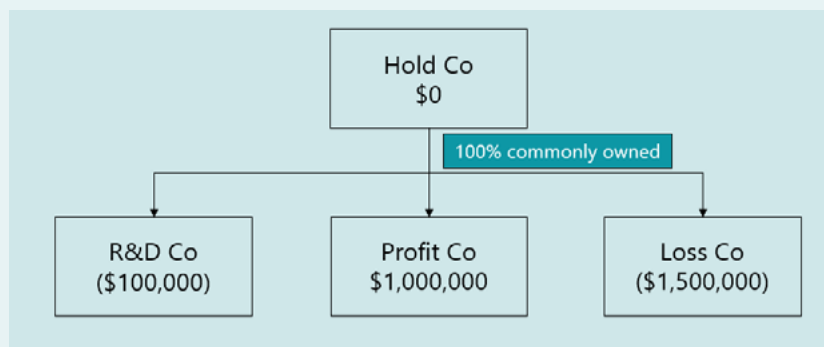 Hold Co
$0
100% commonly owned
R&D Co
($100,000)
Profit Co
$1,000,000
Loss Co
($1,500,000)